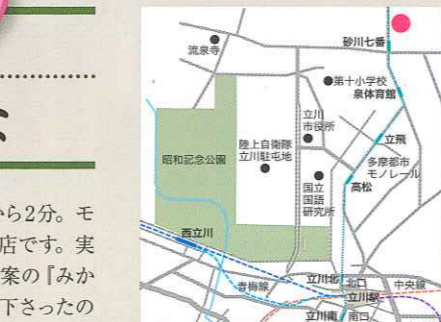 から2分。モ
店です。実
案の『みか
下さったの
砂川七番
流泉寺
第十小学校
泉体育館
立川
市役所
立飛
陸上自衛隊
立川駐屯地
昭和記念公園
多摩都市
モノレール
高松
国立
国語
研究所
西立川
青梅線
立川北
北口
中央線
立川駅
立川南
南口